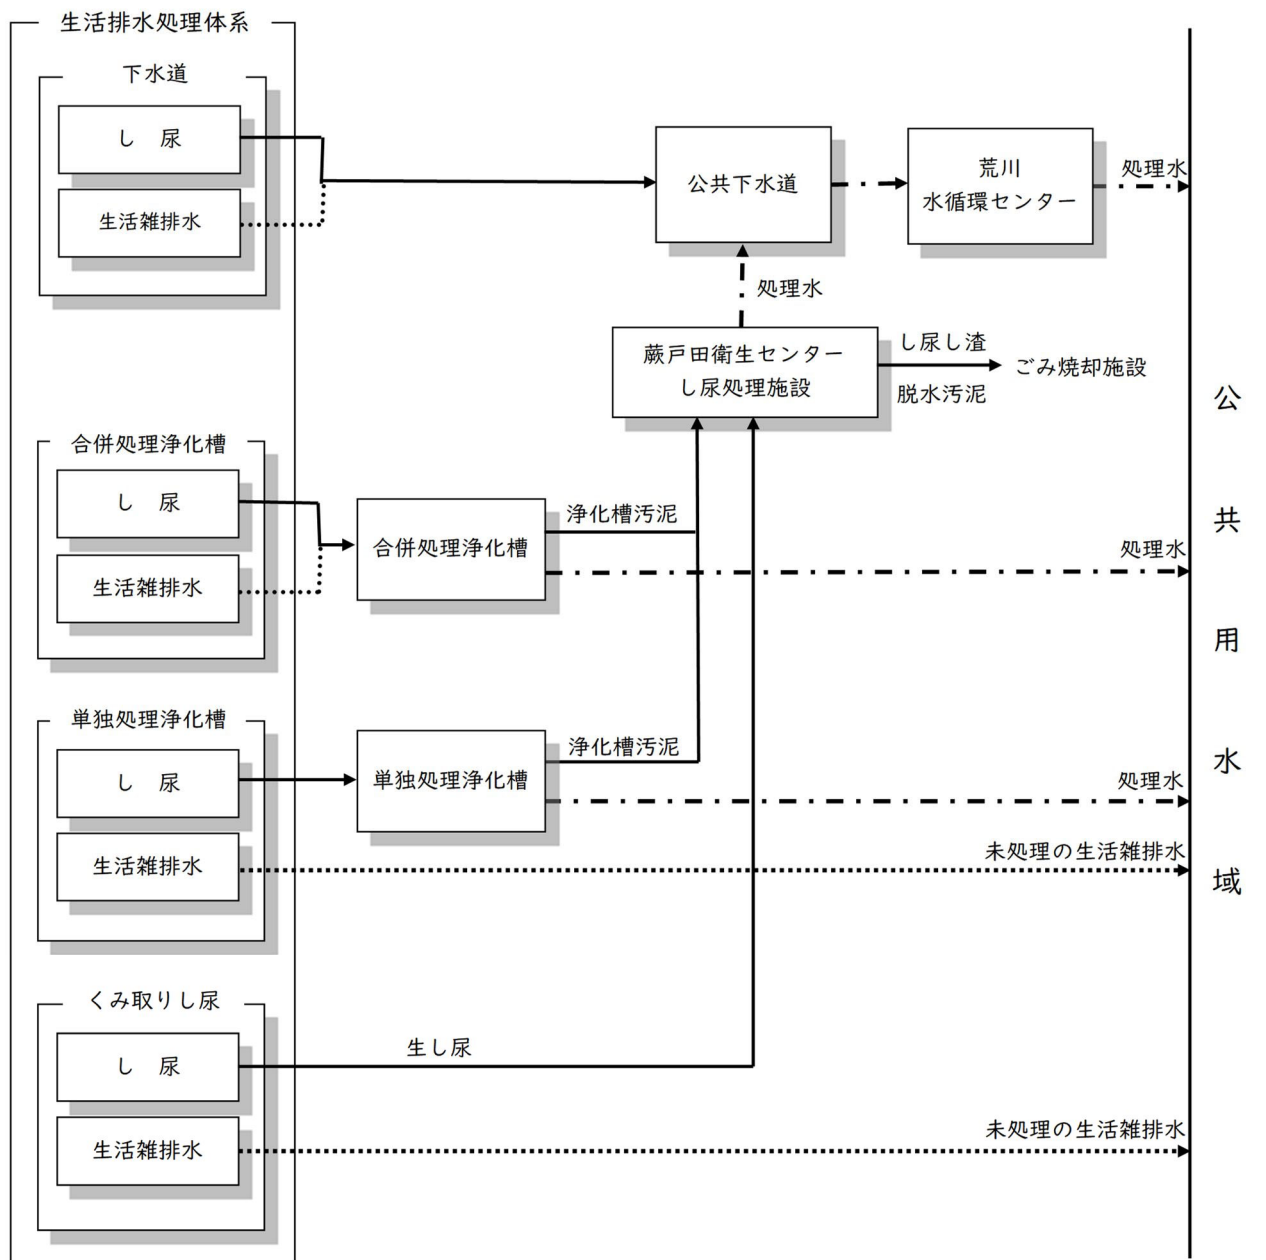 生活排水処理体系
下水道
し 尿
生活雑排水
公共下水道
荒川
水循環センター
処理水
処理水
蕨戸田衛生センター
し尿処理施設
し尿し渣
脱水汚泥
ごみ焼却施設
合併処理浄化槽
し 尿
生活雑排水
合併処理浄化槽
浄化槽汚泥
処理水
単独処理浄化槽
し 尿
生活雑排水
単独処理浄化槽
浄化槽汚泥
処理水
未処理の生活雑排水
くみ取りし尿
し 尿
生活雑排水
生し尿
未処理の生活雑排水
公共用水域